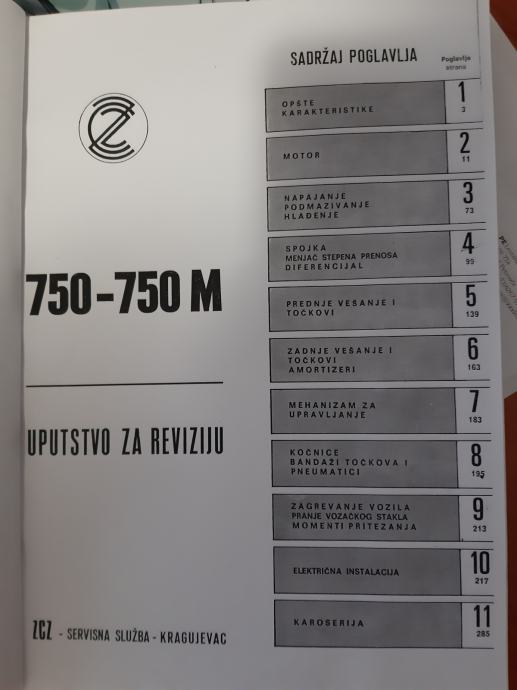 750-750 M
UPUTSTVO ZA REVIZIJU
ZCZ - SERVISNA SLUŽBA - KRAGUJEVAC
SADRŽAJ POGLAVLJA
Poglavlje
strana
OPŠTE
KARAKTERISTIKE
1
3
MOTOR
2
11
NAPAJANJE
PODMAZIVANJE
HLAĐENJE
3
73
SPOJKA
MENJAČ STEPENA PRENOSA
DIFERENCIJAL
4
99
PREDNJE VEŠANJE I
TOČKOVI
5
139
ZADNJE VEŠANJE I
TOČKOVI
AMORTIZERI
6
163
MEHANIZAM ZA
UPRAVLJANJE
7
183
KOČNICE
BANDAŽI TOČKOVA I
PNEUMATICI
8
195
ZAGREVANJE VOZILA
PRANJE VOZAČKOG STAKLA
MOMENTI PRITEZANJA
9
213
ELEKTRIČNA INSTALACIJA
10
217
KAROSERIJA
11
285